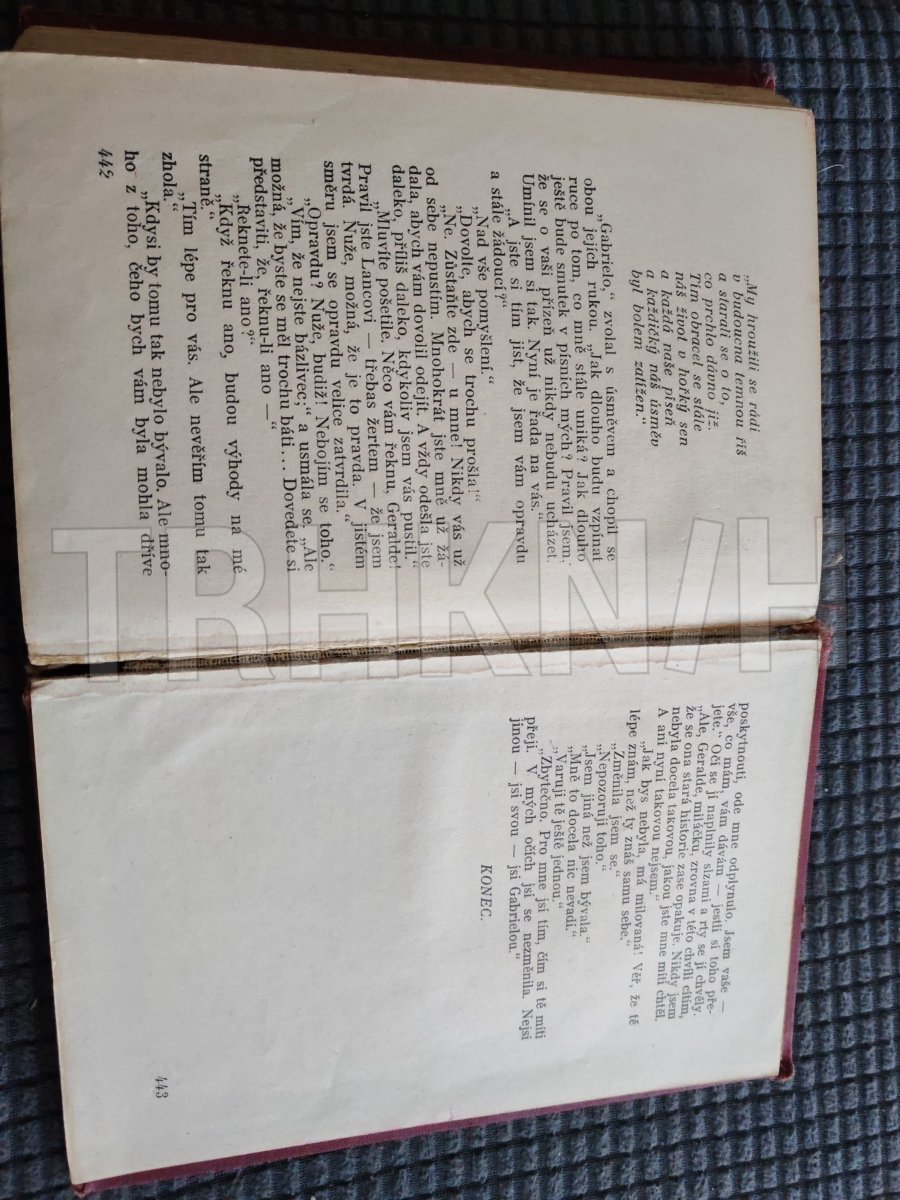 „My hroužili se rádi
v budoucna temnou říš
a starali se o to,
co prchlo dávno již.
Tím obracel se stále
náš život v hořký sen
a každá naše píseň
a každičký náš úsměv
byl bolem zatížen.“
„Gabrielo,“ zvolal s úsměvem a chopil se
obou jejích rukou. „Jak dlouho budu vzpínat
ruce po tom, co mně stále uniká? Jak dlouho
ještě bude smutek v písních mých? Pravil jsem,
že se o vaši přízeň už nikdy nebudu ucházet.
Umínil jsem si tak. Nyní je řada na vás.“
„A jste si tím jist, že jsem vám opravdu
a stále žádoucí?“
„Nad vše pomyšlení.“
„Dovolte, abych se trochu prošla!“
„Ne. Zůstaňte zde — u mne! Nikdy vás už
od sebe nepustím. Mnohokrát jste mně už žá-
dala, abych vám dovolil odejít. A vždy odešla jste
daleko, příliš daleko, kdykoliv jsem vás pustil.“
„Mluvíte pošetile. Něco vám řeknu, Geralde!
Pravil jste Lancovi — třebas žertem — že jsem
tvrdá. Nuže, možná, že je to pravda. V jistém
směru jsem se opravdu velice zatvrdila.“
„Opravdu? Nuže, budiž! Nebojím se toho.“
„Vím, že nejste bázlivec;“ a usmála se. „Ale
možná, že byste se měl trochu báti... Dovedete si
představiti, že, řeknu-li ano —“
„Reknete-li ano?“
„Když řeknu ano, budou výhody na mé
straně.“
„Tím lépe pro vás. Ale nevěřím tomu tak
zhola.“
„Kdysi by tomu tak nebylo bývalo. Ale mno-
ho z toho, čeho bych vám byla mohla dříve
442
poskytnouti, ode mne odplynulo. Jsem vaše —
vše, co mám, vám dávám — jestli si toho pře-
jete.“ Oči se jí naplnily slzami a rty se jí chvěly.
„Ale, Geralde, miláčku, zrovna v této chvíli cítím,
že se ona stará historie zase opakuje. Nikdy jsem
nebyla docela takovou, jakou jste mne míti chtěl.
A ani nyní takovou nejsem.“
„Jak bys nebyla, má milovaná! Věř, že tě
lépe znám, než ty znáš samu sebe.“
„Změnila jsem se.“
„Nepozoruji toho.“
„Jsem jiná než jsem bývala.“
„Mně to docela nic nevadí.“
„Varuji tě ještě jednou.“
„Zbytečno. Pro mne jsi tím, čím si tě míti
přeji. V mých očích jsi se nezměnila. Nejsi
jinou — jsi svou — jsi Gabrielou.“
KONEC.
443
TRHKNIH